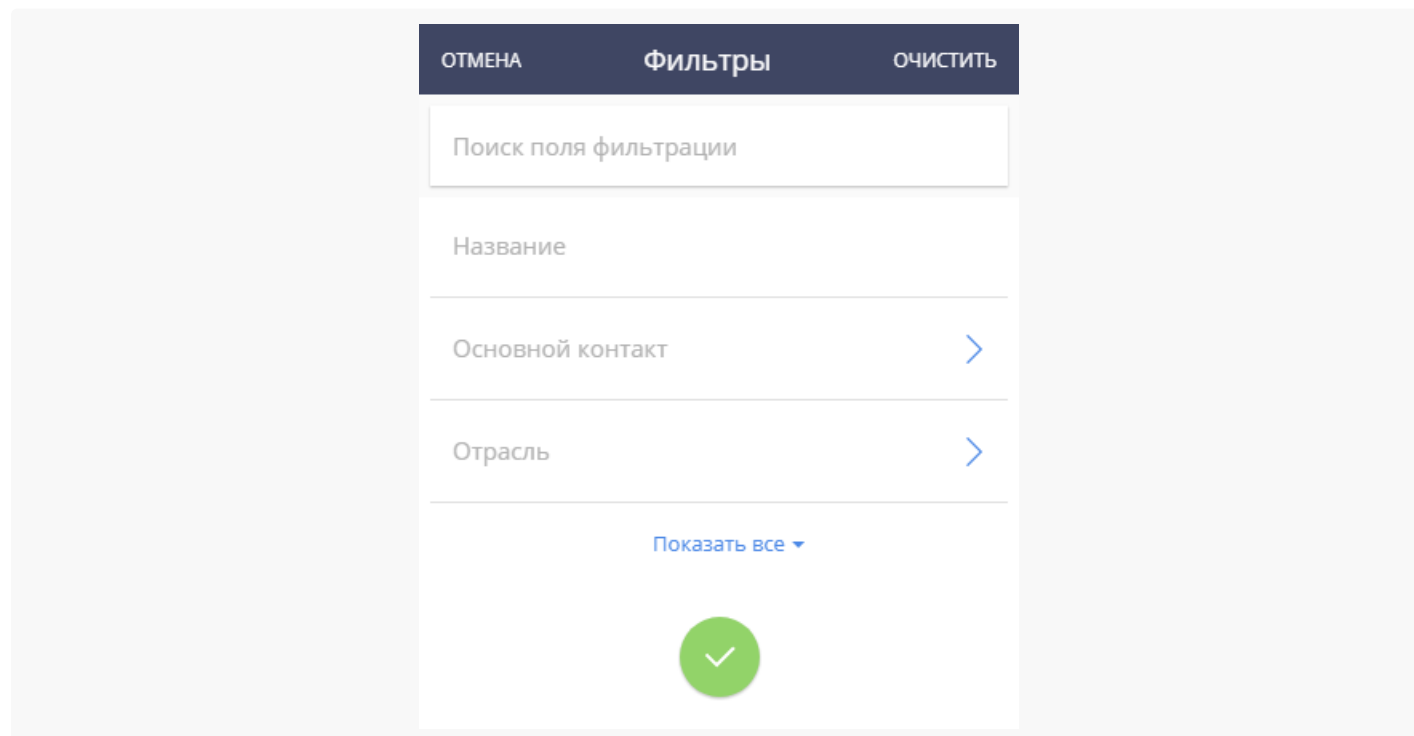 ОТМЕНА Фильтры ОЧИСТИТЬ
Поиск поля фильтрации
Название
Основной контакт
Отрасль
Показать все